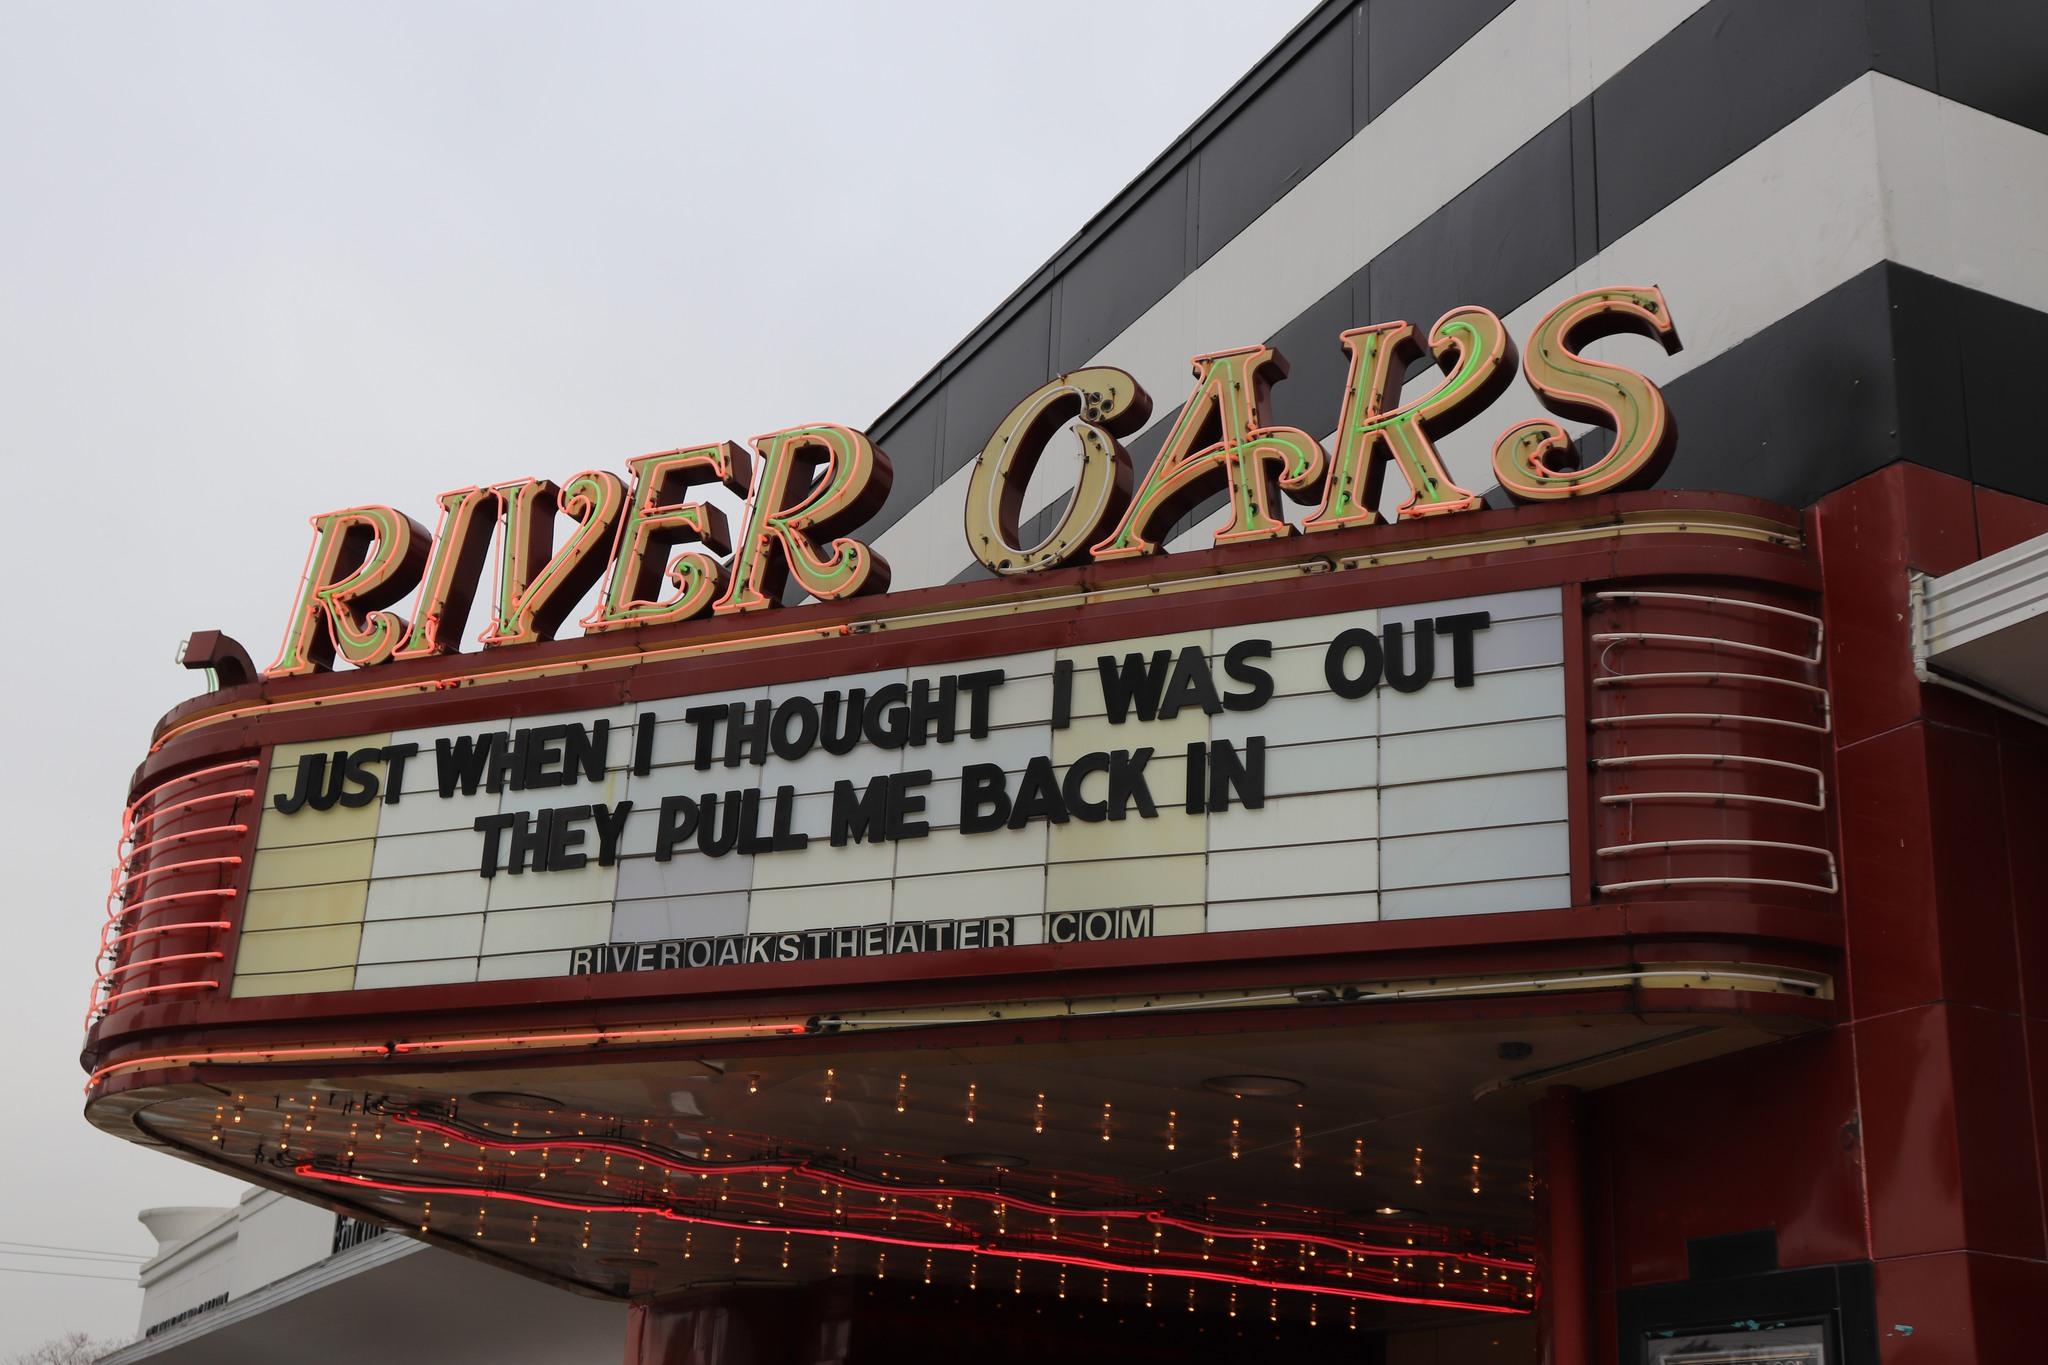 RIVER OAKS
JUST WHEN I THOUGHT I WAS OUT
THEY PULL ME BACK IN
RIVEROAKSTHEATER COM